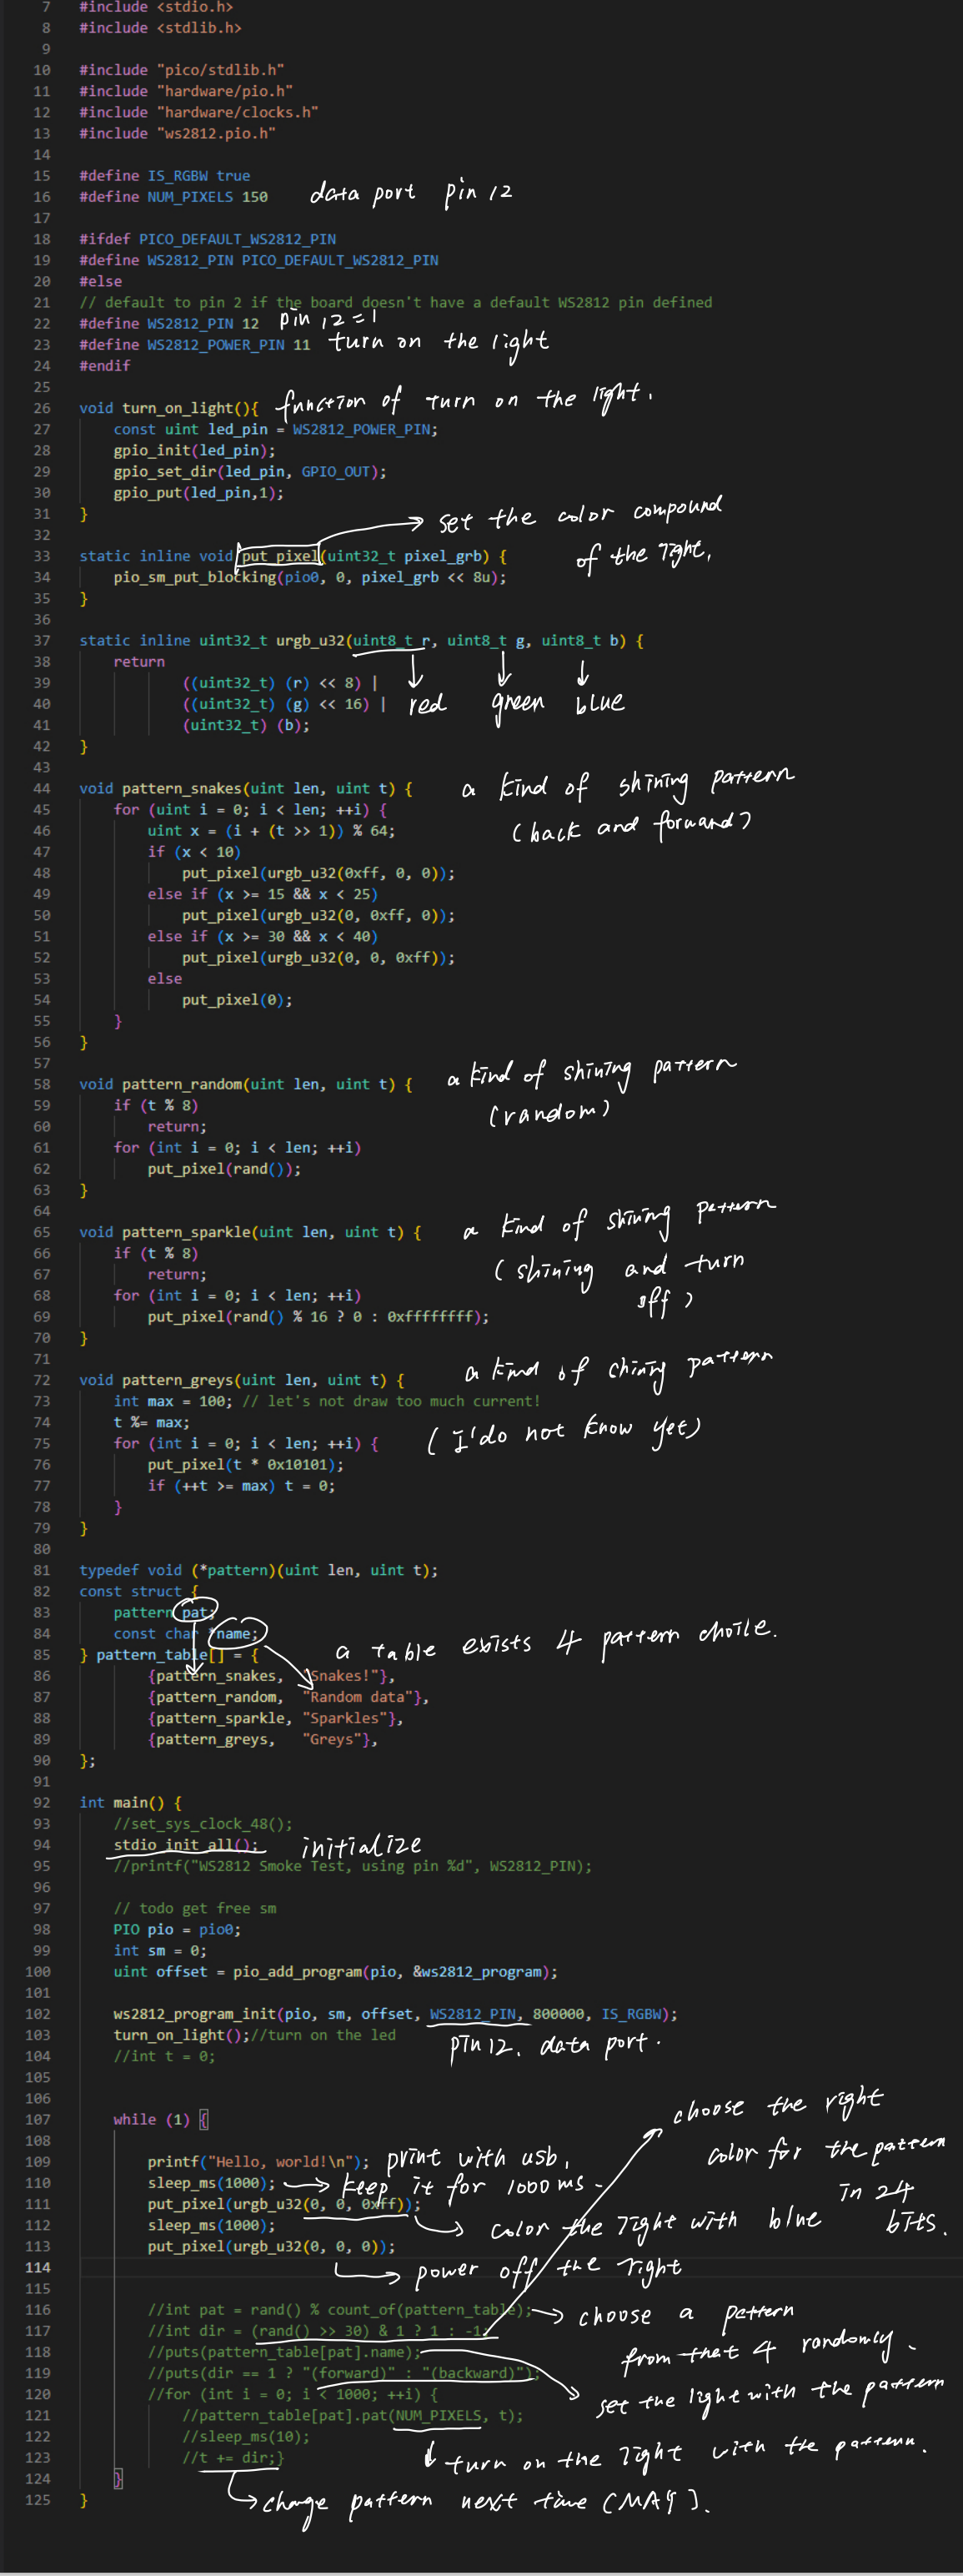 7 #include <stdio.h>
8 #include <stdlib.h>
9
10 #include "pico/stdlib.h"
11 #include "hardware/pio.h"
12 #include "hardware/clocks.h"
13 #include "ws2812.pio.h"
14
15 #define IS_RGBW true
16 #define NUM_PIXELS 150 data port pin 12
17
18 #ifdef PICO_DEFAULT_WS2812_PIN
19 #define WS2812_PIN PICO_DEFAULT_WS2812_PIN
20 #else
21 // default to pin 2 if the board doesn't have a default WS2812 pin defined
22 #define WS2812_PIN 12 pin 12 = 1
23 #define WS2812_POWER_PIN 11 turn on the light
24 #endif
25
26 void turn_on_light(){ function of turn on the light.
27 const uint led_pin = WS2812_POWER_PIN;
28 gpio_init(led_pin);
29 gpio_set_dir(led_pin, GPIO_OUT);
30 gpio_put(led_pin,1);
31 }
32 set the color compound
33 static inline void put_pixel(uint32_t pixel_grb) { of the light.
34 pio_sm_put_blocking(pio0, 0, pixel_grb << 8u);
35 }
36
37 static inline uint32_t urgb_u32(uint8_t r, uint8_t g, uint8_t b) {
38 return
39 ((uint32_t) (r) << 8) |
40 ((uint32_t) (g) << 16) | red green blue
41 (uint32_t) (b);
42 }
43
44 void pattern_snakes(uint len, uint t) { a kind of shining pattern
45 for (uint i = 0; i < len; ++i) {
46 uint x = (i + (t >> 1)) % 64; (back and forward)
47 if (x < 10)
48 put_pixel(urgb_u32(0xff, 0, 0));
49 else if (x >= 15 && x < 25)
50 put_pixel(urgb_u32(0, 0xff, 0));
51 else if (x >= 30 && x < 40)
52 put_pixel(urgb_u32(0, 0, 0xff));
53 else
54 put_pixel(0);
55 }
56 }
57
58 void pattern_random(uint len, uint t) { a kind of shining pattern
59 if (t % 8) (random)
60 return;
61 for (int i = 0; i < len; ++i)
62 put_pixel(rand());
63 }
64
65 void pattern_sparkle(uint len, uint t) { a kind of shining pattern
66 if (t % 8)
67 return; (shining and turn
68 for (int i = 0; i < len; ++i) off)
69 put_pixel(rand() % 16 ? 0 : 0xffffffff);
70 }
71
72 void pattern_greys(uint len, uint t) { a kind of chining pattern
73 int max = 100; // let's not draw too much current!
74 t %= max;
75 for (int i = 0; i < len; ++i) { (I'do not know yet)
76 put_pixel(t * 0x10101);
77 if (++t >= max) t = 0;
78 }
79 }
80
81 typedef void (*pattern)(uint len, uint t);
82 const struct {
83 pattern pat;
84 const char *name;
85 } pattern_table[] = { a table exists 4 pattern choile.
86 {pattern_snakes, "Snakes!"},
87 {pattern_random, "Random data"},
88 {pattern_sparkle, "Sparkles"},
89 {pattern_greys, "Greys"},
90 };
91
92 int main() {
93 //set_sys_clock_48();
94 stdio_init_all(); initialize
95 //printf("WS2812 Smoke Test, using pin %d", WS2812_PIN);
96
97 // todo get free sm
98 PIO pio = pio0;
99 int sm = 0;
100 uint offset = pio_add_program(pio, &ws2812_program);
101
102 ws2812_program_init(pio, sm, offset, WS2812_PIN, 800000, IS_RGBW);
103 turn_on_light();//turn on the led pin12. data port.
104 //int t = 0;
105
106
107 while (1) { choose the right
108 color for the pattern
109 printf("Hello, world!\n"); print with usb.
110 sleep_ms(1000); keep it for 1000 ms. in 24
111 put_pixel(urgb_u32(0, 0, 0xff)); bits.
112 sleep_ms(1000); color the light with blue
113 put_pixel(urgb_u32(0, 0, 0));
114 power off the light
115
116 //int pat = rand() % count_of(pattern_table); choose a pattern
117 //int dir = (rand() >> 30) & 1 ? 1 : -1; from that 4 randomly.
118 //puts(pattern_table[pat].name);
119 //puts(dir == 1 ? "(forward)" : "(backward)");
120 //for (int i = 0; i < 1000; ++i) { set the light with the pattern
121 //pattern_table[pat].pat(NUM_PIXELS, t);
122 //sleep_ms(10);
123 //t += dir;} turn on the light with the pattern.
124 }
125 } change pattern next time (MAY).